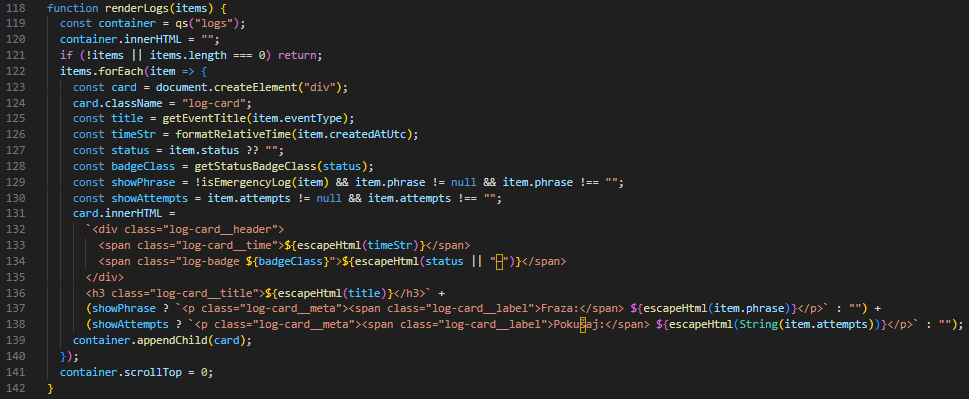 118 function renderLogs(items) {
119   const container = qs("logs");
120   container.innerHTML = "";
121   if (!items || items.length === 0) return;
122   items.forEach(item => {
123     const card = document.createElement("div");
124     card.className = "log-card";
125     const title = getEventTitle(item.eventType);
126     const timeStr = formatRelativeTime(item.createdAtUtc);
127     const status = item.status ?? "";
128     const badgeClass = getStatusBadgeClass(status);
129     const showPhrase = !isEmergencyLog(item) && item.phrase != null && item.phrase !== "";
130     const showAttempts = item.attempts != null && item.attempts !== "";
131     card.innerHTML =
132       `<div class="log-card__header">
133         <span class="log-card__time">${escapeHtml(timeStr)}</span>
134         <span class="log-badge ${badgeClass}">${escapeHtml(status || "–")}</span>
135       </div>
136       <h3 class="log-card__title">${escapeHtml(title)}</h3>` +
137       (showPhrase ? `<p class="log-card__meta"><span class="log-card__label">Fraza:</span> ${escapeHtml(item.phrase)}</p>` : "") +
138       (showAttempts ? `<p class="log-card__meta"><span class="log-card__label">Pokušaj:</span> ${escapeHtml(String(item.attempts))}</p>` : "");
139     container.appendChild(card);
140   });
141   container.scrollTop = 0;
142 }